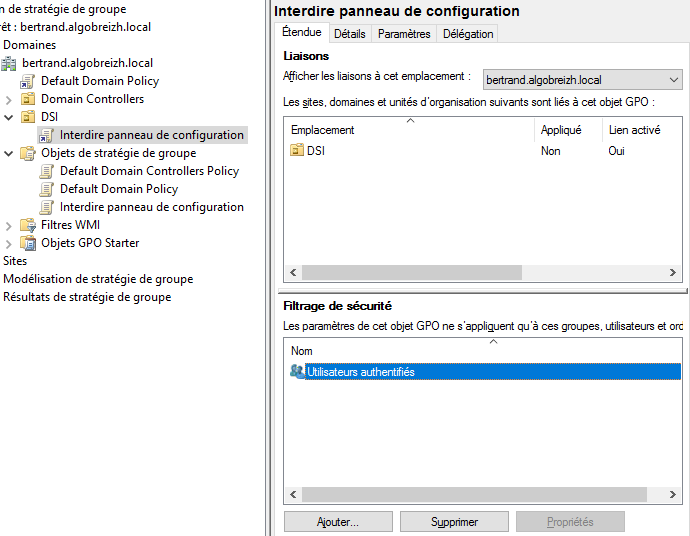 n de stratégie de groupe
rêt : bertrand.algobreizh.local
Domaines
bertrand.algobreizh.local
Default Domain Policy
Domain Controllers
DSI
Interdire panneau de configuration
Objets de stratégie de groupe
Default Domain Controllers Policy
Default Domain Policy
Interdire panneau de configuration
Filtres WMI
Objets GPO Starter
Sites
Modélisation de stratégie de groupe
Résultats de stratégie de groupe
Interdire panneau de configuration
Étendue Détails Paramètres Délégation
Liaisons
Afficher les liaisons à cet emplacement : bertrand.algobreizh.local
Les sites, domaines et unités d'organisation suivants sont liés à cet objet GPO :
Emplacement Appliqué Lien activé
DSI Non Oui
Filtrage de sécurité
Les paramètres de cet objet GPO ne s'appliquent qu'à ces groupes, utilisateurs et ord
Nom
Utilisateurs authentifiés
Ajouter... Supprimer Propriétés